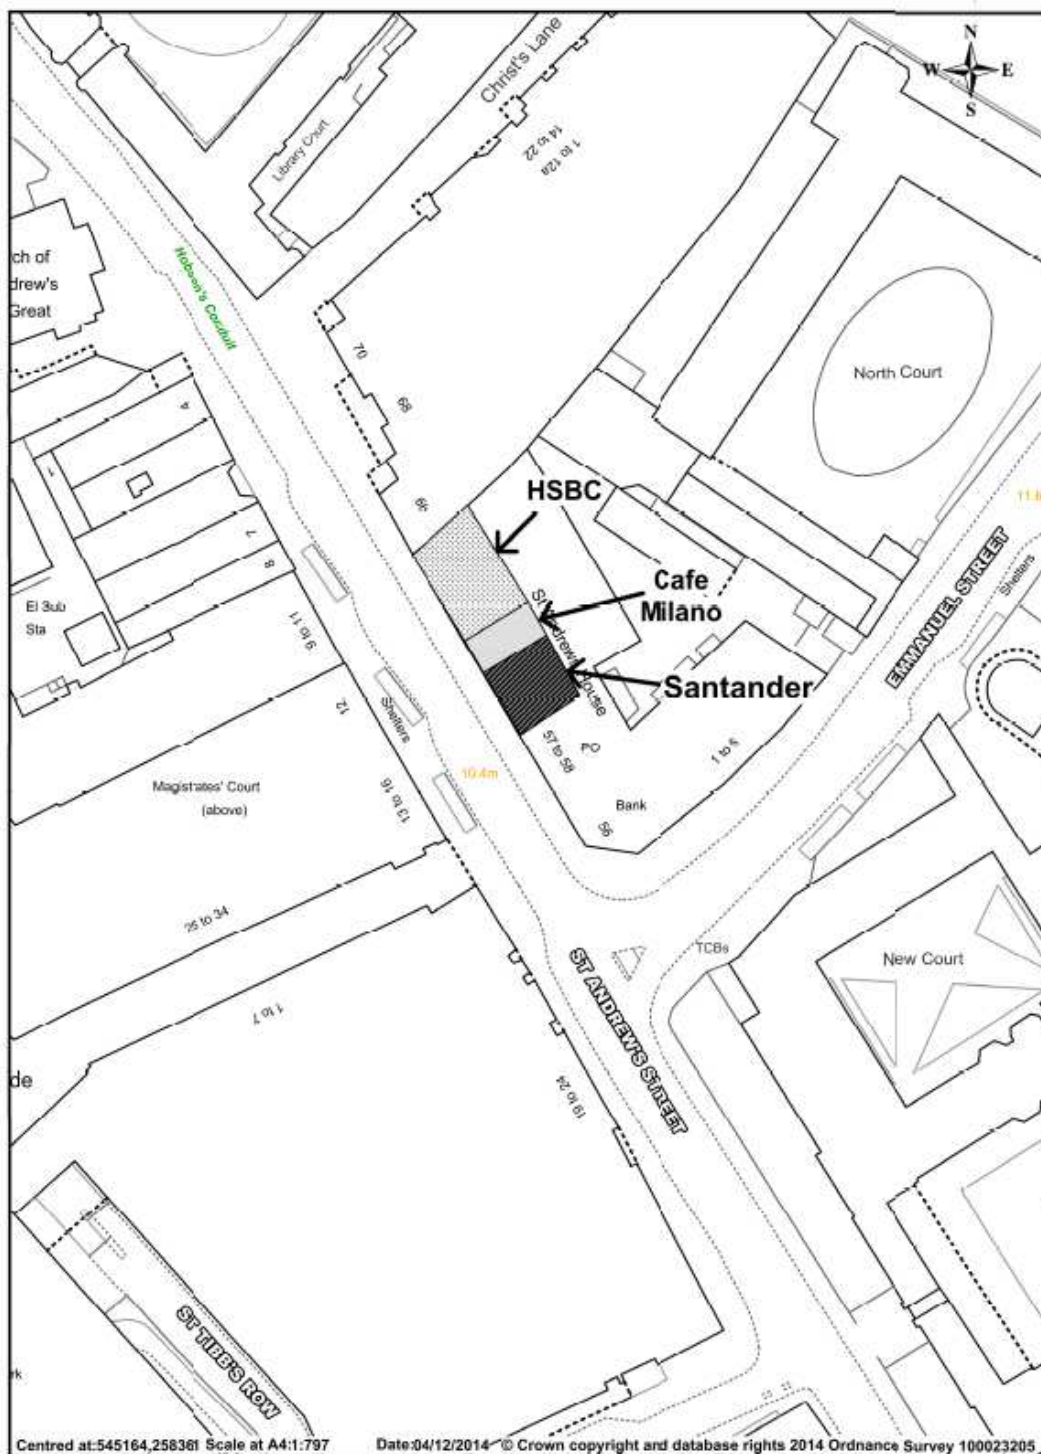 N
W E
S
Christ's Lane
Library Court
1 to 12a
14 to 22
ch of
drew's
Great
Hobson's Conduit
70
68
North Court
4
1
66
HSBC
11.
EMMANUEL STREET
Shelters
7
8
Cafe
Milano
El Sub
Sta
9 to 11
Santander
12
Shelters
57 to 58
PO
1 to 5
10.4m
Magistrates' Court
(above)
13 to 16
Bank
56
25 to 34
TCBs
New Court
ST ANDREW'S STREET
1 to 7
de
19 to 24
ST TIBB'S ROW
rk
Centred at:545164,258361 Scale at A4:1:797 Date:04/12/2014 © Crown copyright and database rights 2014 Ordnance Survey 100023205